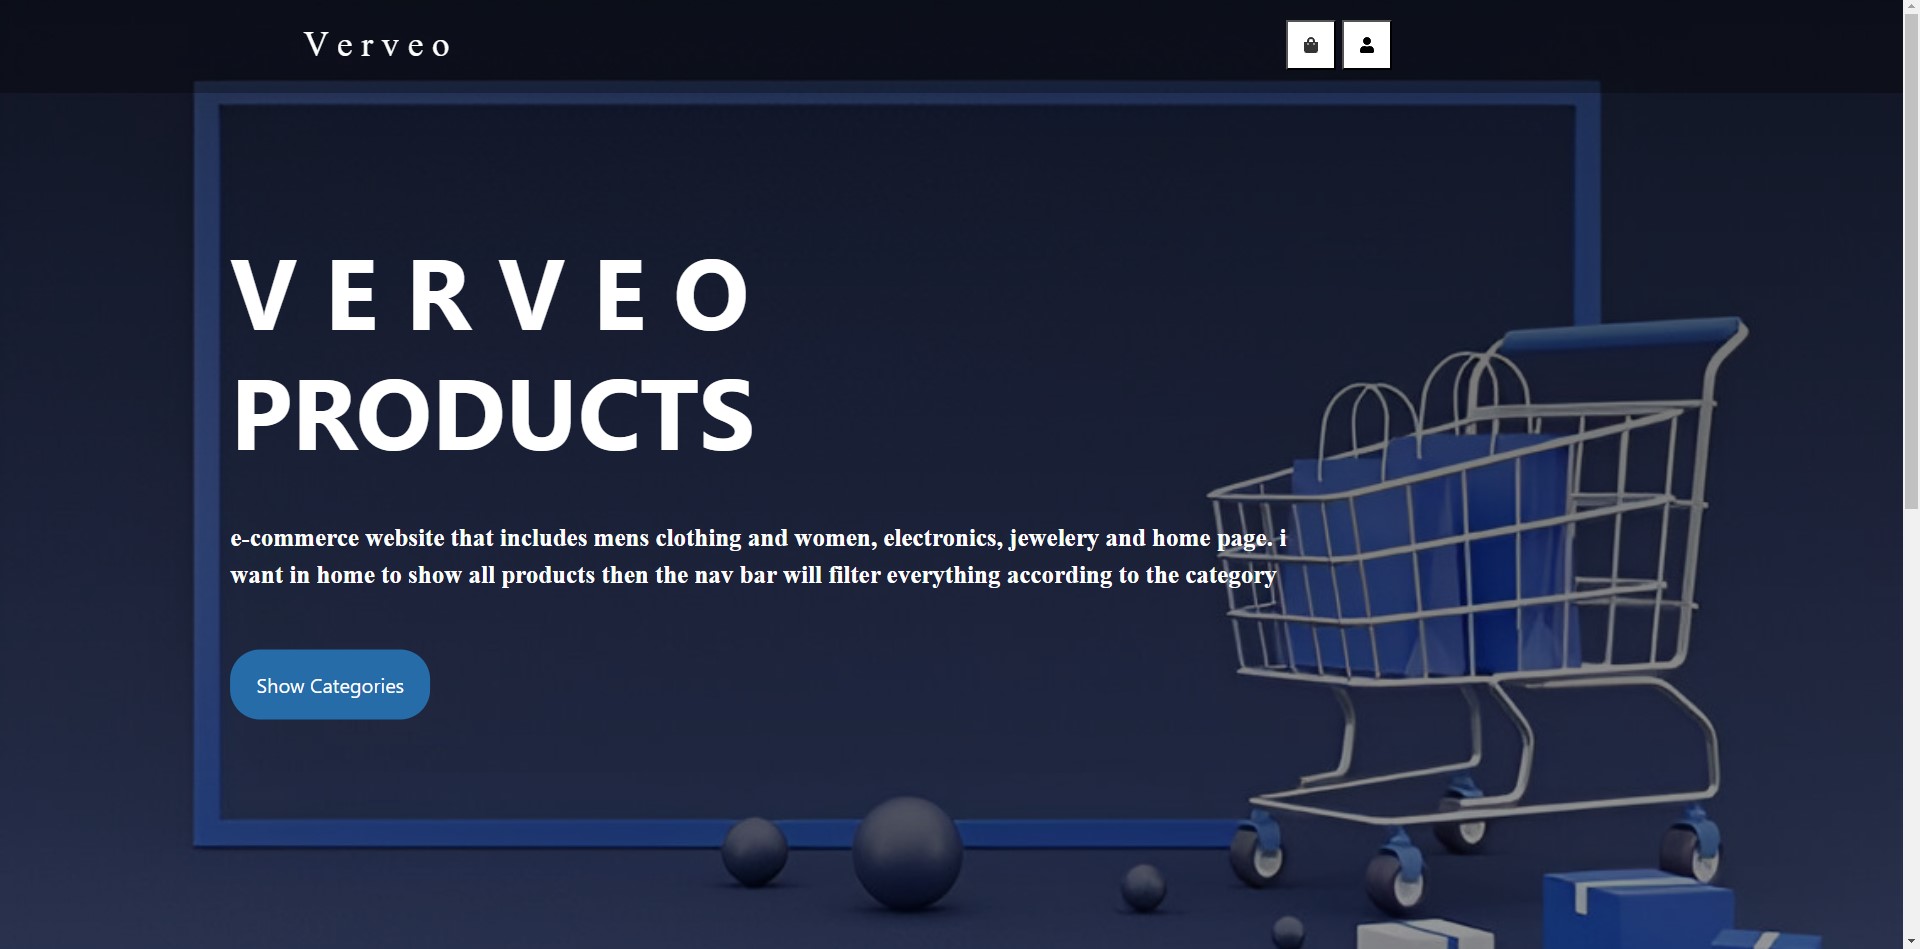 Verveo
VERVEO
PRODUCTS
e-commerce website that includes mens clothing and women, electronics, jewelery and home page. i
want in home to show all products then the nav bar will filter everything according to the category
Show Categories